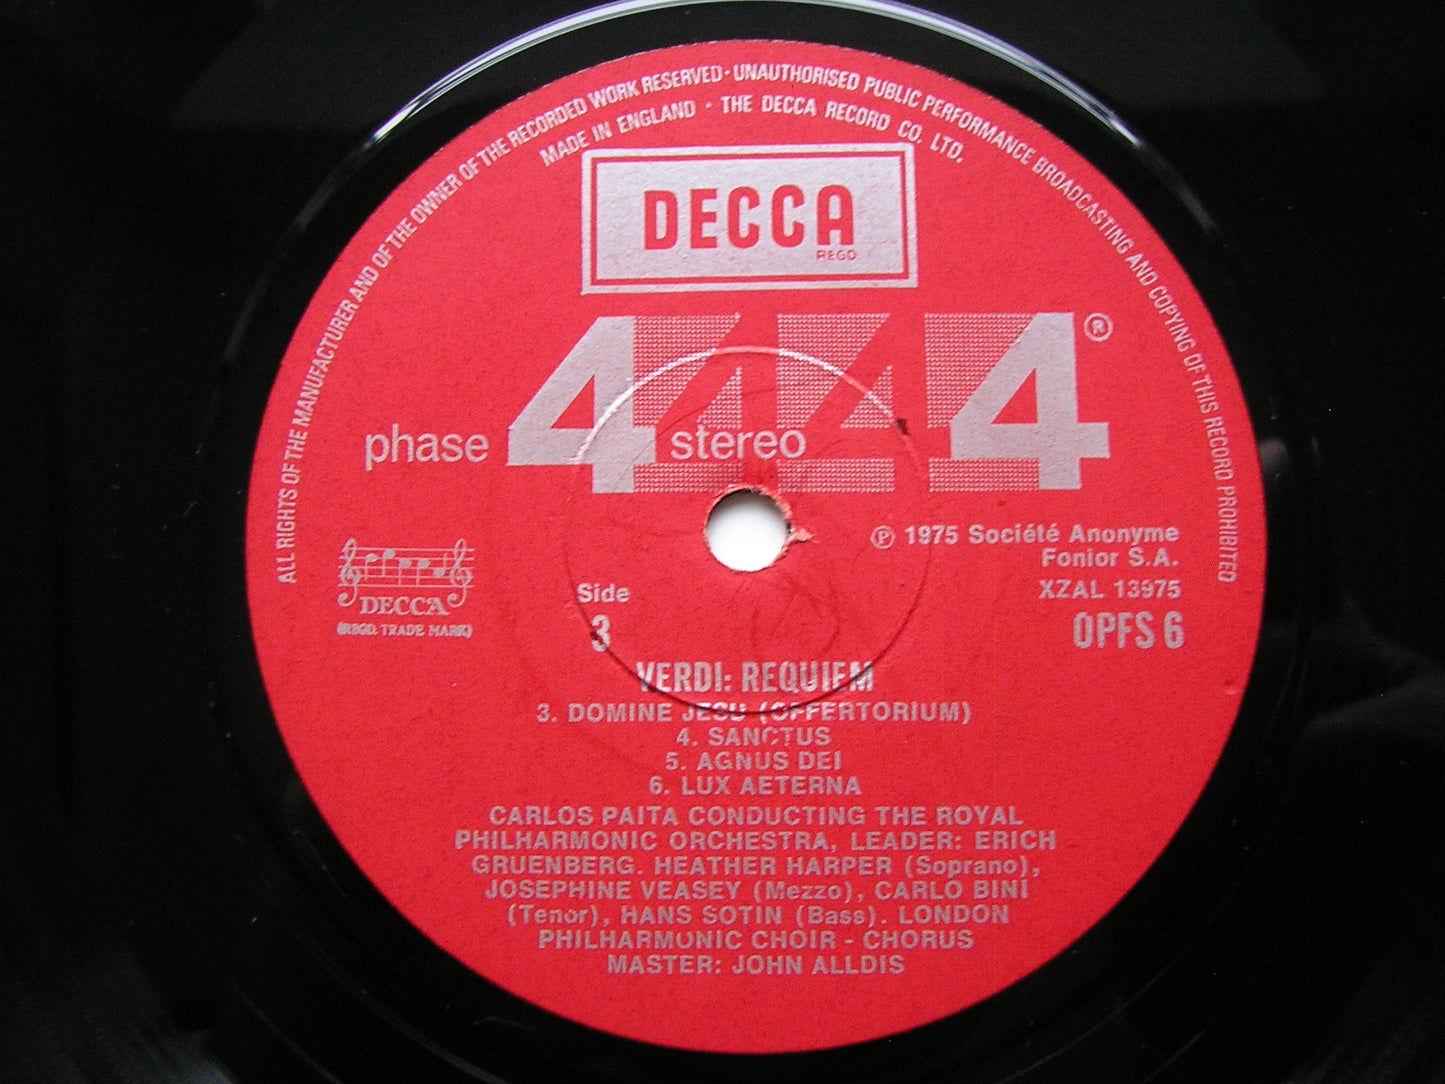 ALL RIGHTS OF THE MANUFACTURER AND OF THE OWNER OF THE RECORDED WORK RESERVED · UNAUTHORISED PUBLIC PERFORMANCE BROADCASTING AND COPYING OF THIS RECORD PROHIBITED
MADE IN ENGLAND · THE DECCA RECORD CO. LTD.
DECCA
REGD
4 4 4 4 ®
phase stereo
℗ 1975 Société Anonyme
Fonior S.A.
XZAL 13975
OPFS 6
DECCA
(REGD. TRADE MARK)
Side
3
VERDI: REQUIEM
3. DOMINE JESU (OFFERTORIUM)
4. SANCTUS
5. AGNUS DEI
6. LUX AETERNA
CARLOS PAITA CONDUCTING THE ROYAL
PHILHARMONIC ORCHESTRA, LEADER: ERICH
GRUENBERG. HEATHER HARPER (Soprano),
JOSEPHINE VEASEY (Mezzo), CARLO BINI
(Tenor), HANS SOTIN (Bass). LONDON
PHILHARMONIC CHOIR - CHORUS
MASTER: JOHN ALLDIS